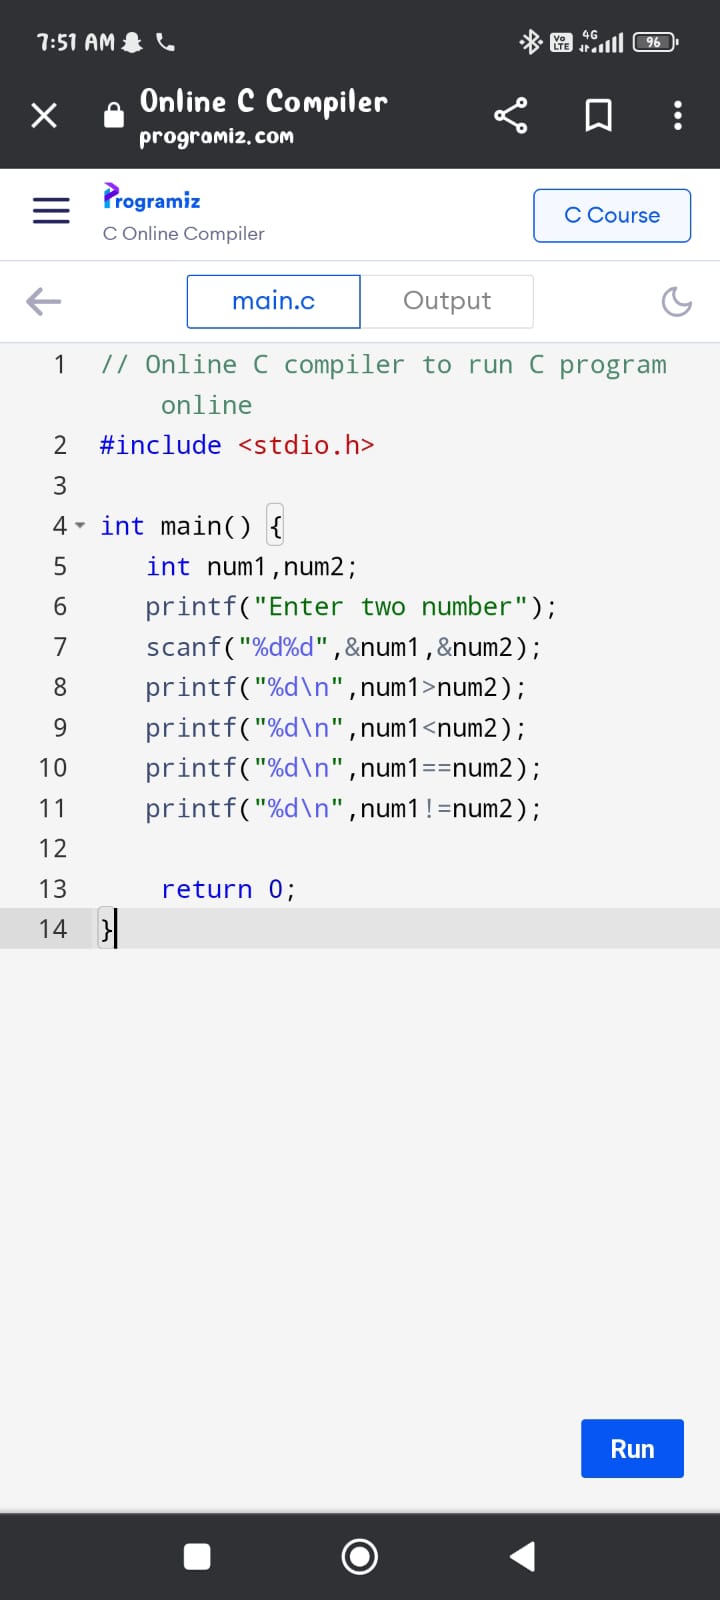 7:51 AM
Vo LTE 4G 96
Online C Compiler
programiz.com
Programiz
C Online Compiler
C Course
main.c
Output
1 // Online C compiler to run C program
online
2 #include <stdio.h>
3
4 int main() {
5 int num1,num2;
6 printf("Enter two number");
7 scanf("%d%d",&num1,&num2);
8 printf("%d\n",num1>num2);
9 printf("%d\n",num1<num2);
10 printf("%d\n",num1==num2);
11 printf("%d\n",num1!=num2);
12
13 return 0;
14 }
Run